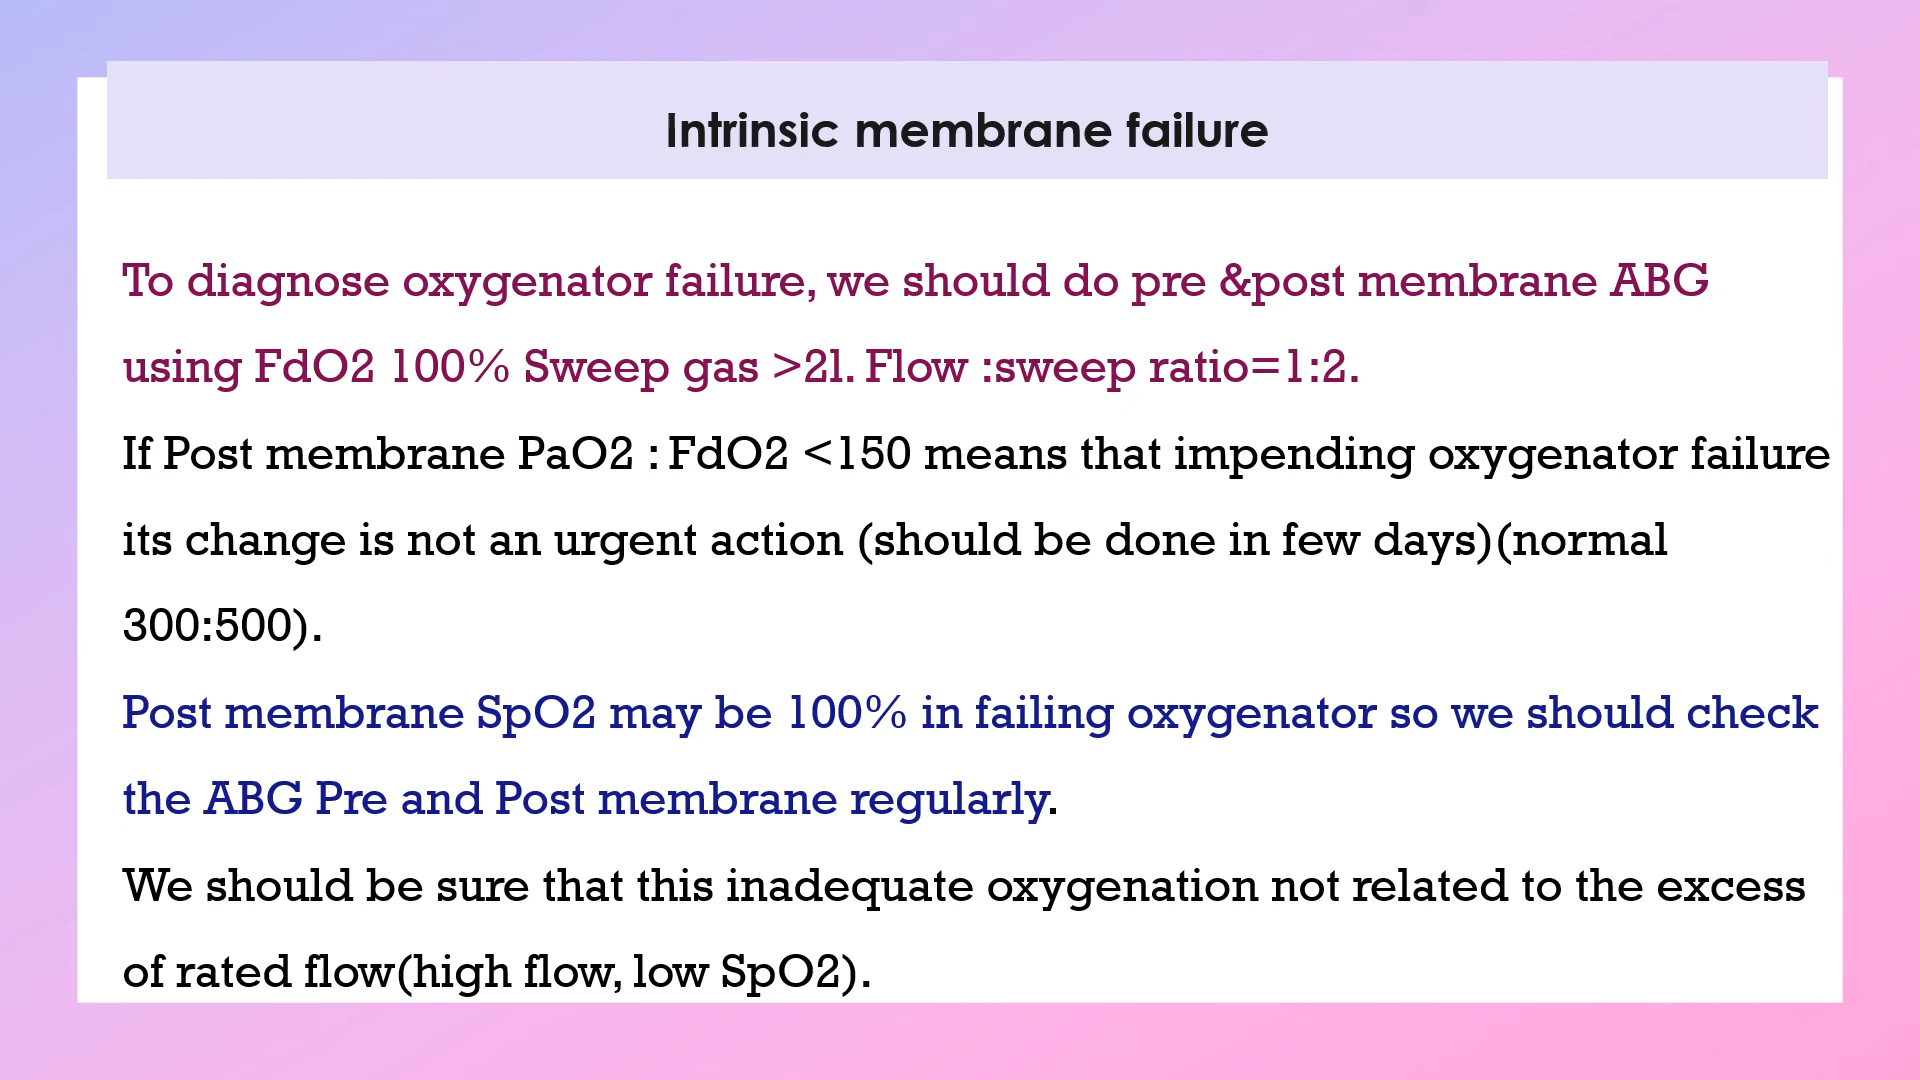 Intrinsic membrane failure
To diagnose oxygenator failure, we should do pre &post membrane ABG
using FdO2 100% Sweep gas >2l. Flow :sweep ratio=1:2.
If Post membrane PaO2 : FdO2 <150 means that impending oxygenator failure
its change is not an urgent action (should be done in few days)(normal
300:500).
Post membrane SpO2 may be 100% in failing oxygenator so we should check
the ABG Pre and Post membrane regularly.
We should be sure that this inadequate oxygenation not related to the excess
of rated flow(high flow, low SpO2).